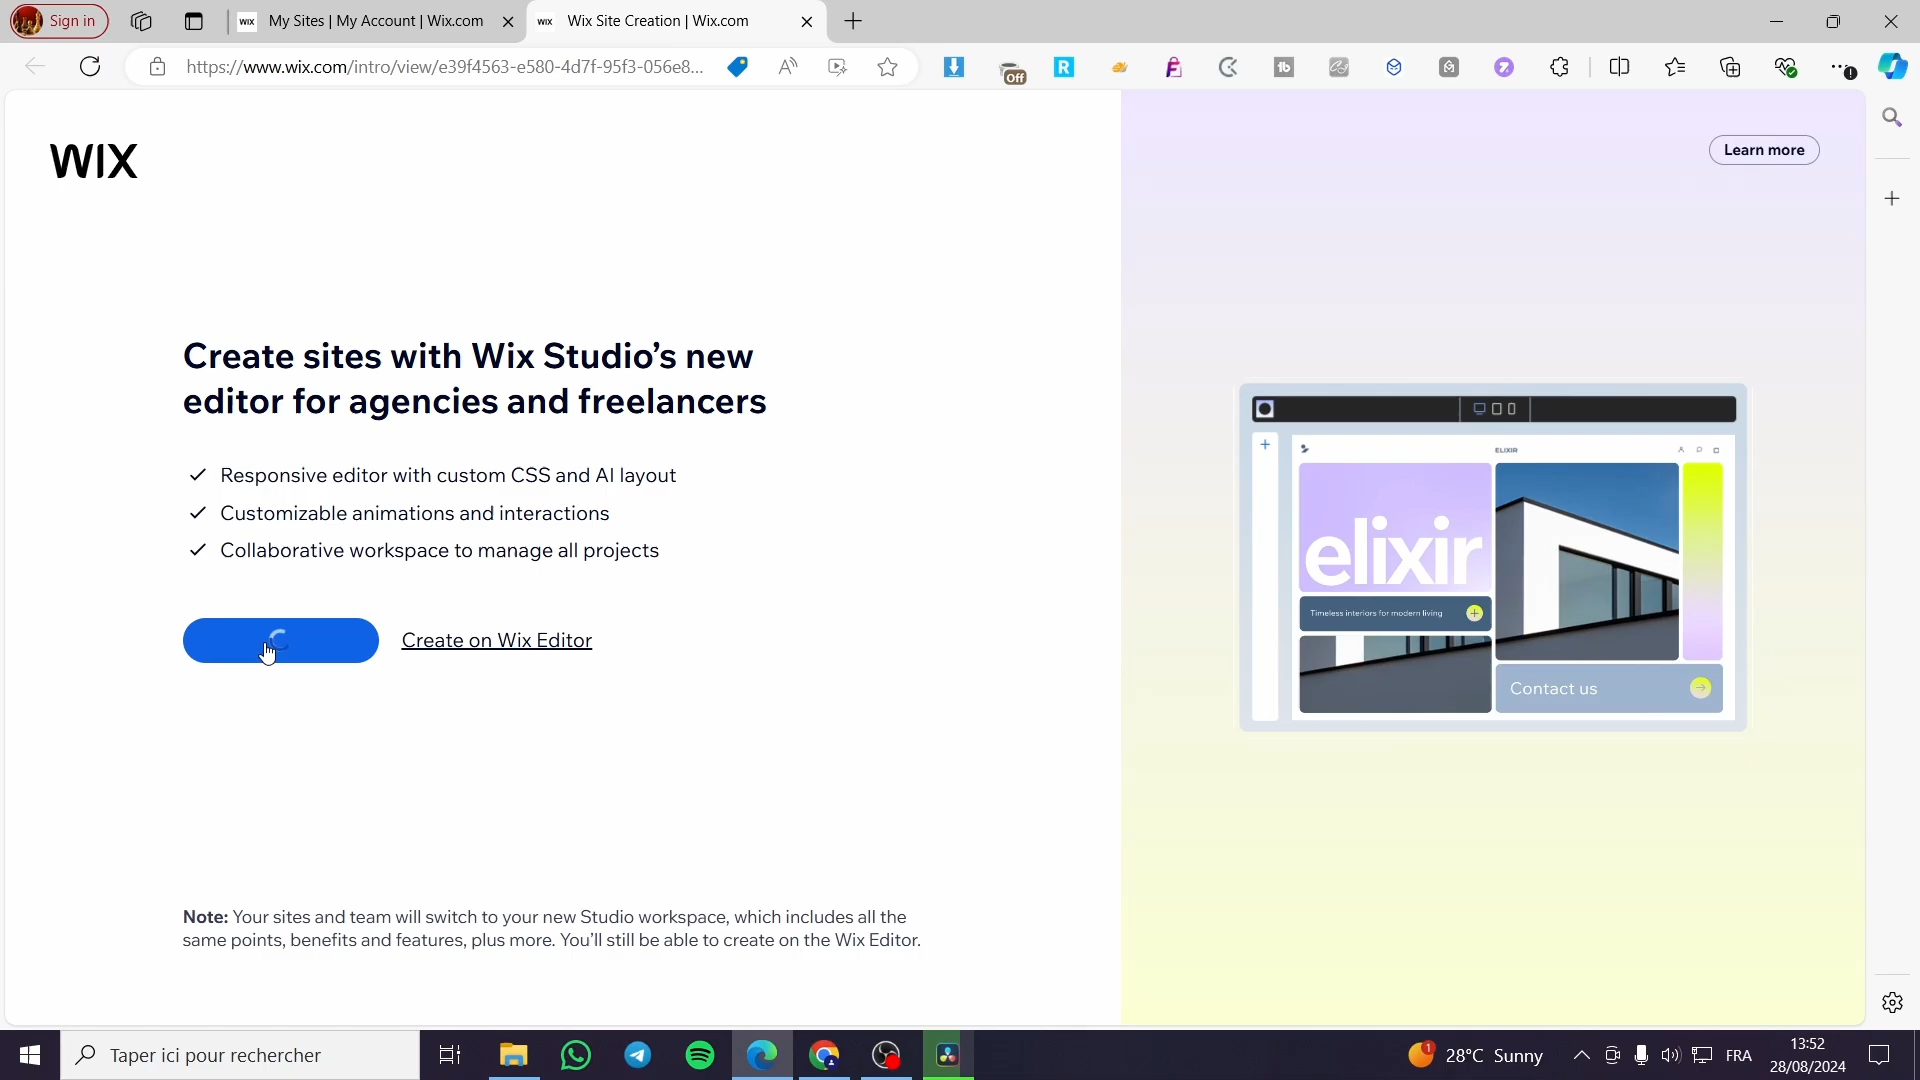 Sign in
WIX My Sites | My Account | Wix.com
WIX Wix Site Creation | Wix.com
https://www.wix.com/intro/view/e39f4563-e580-4d7f-95f3-056e8...
Off
R
tb
WIX
Learn more
Create sites with Wix Studio’s new
editor for agencies and freelancers
Responsive editor with custom CSS and AI layout
Customizable animations and interactions
Collaborative workspace to manage all projects
Create on Wix Editor
Note: Your sites and team will switch to your new Studio workspace, which includes all the
same points, benefits and features, plus more. You’ll still be able to create on the Wix Editor.
ELIXIR
elixir
Timeless interiors for modern living
Contact us
Taper ici pour rechercher
1
28°C Sunny
FRA
13:52
28/08/2024